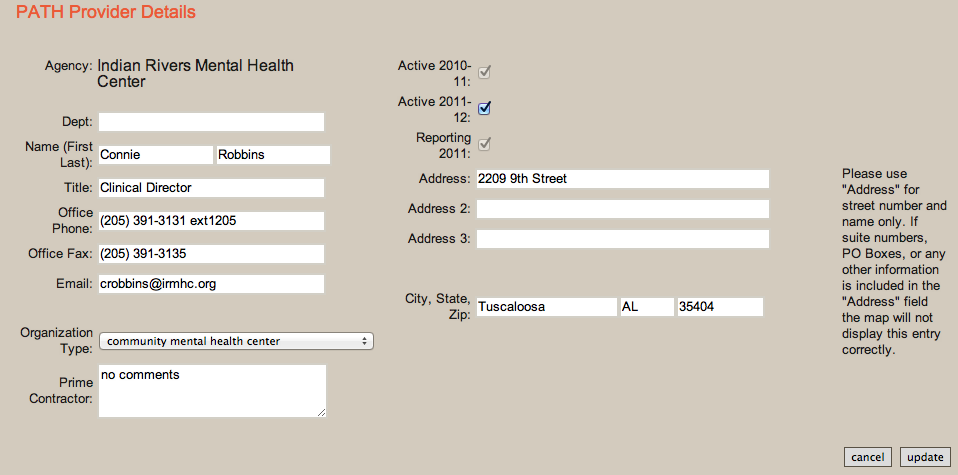 PATH Provider Details
Agency: Indian Rivers Mental Health
Center
Dept:
Name (First
Last): Connie Robbins
Title: Clinical Director
Office
Phone: (205) 391-3131 ext1205
Office Fax: (205) 391-3135
Email: crobbins@irmhc.org
Organization
Type: community mental health center
Prime
Contractor: no comments
Active 2010-
11:
Active 2011-
12:
Reporting
2011:
Address: 2209 9th Street
Address 2:
Address 3:
City, State,
Zip: Tuscaloosa AL 35404
Please use
"Address" for
street number and
name only. If
suite numbers,
PO Boxes, or any
other information
is included in the
"Address" field
the map will not
display this entry
correctly.
cancel update